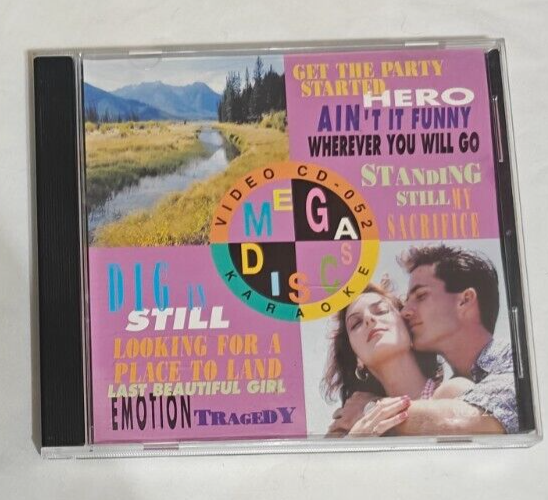 GET THE PARTY
STARTED
HERO
AIN'T IT FUNNY
WHEREVER YOU WILL GO
STANDING
STILL MY
SACRIFICE
VIDEO CD-052
MEGA
DISCS
KARAOKE
DIG IN
STILL
LOOKING FOR A
PLACE TO LAND
LAST BEAUTIFUL GIRL
EMOTION TRAGEDY